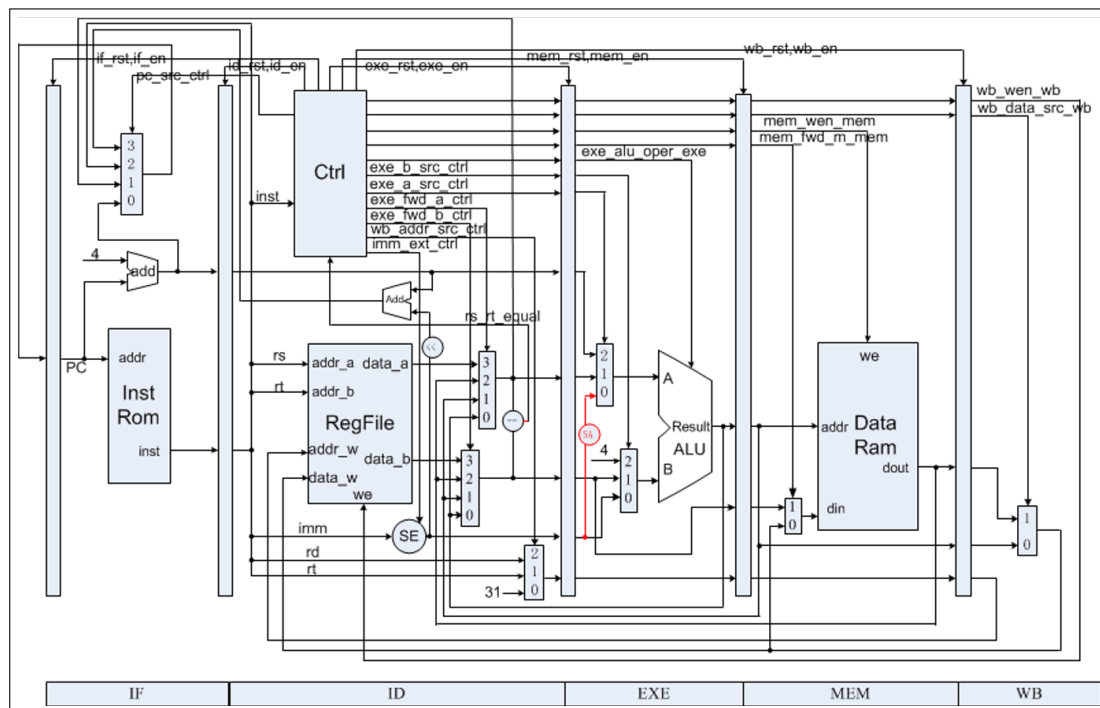 if_rst,if_en
id_rst,id_en
exe_rst,exe_en
mem_rst,mem_en
wb_rst,wb_en
pc_src_ctrl
wb_wen_wb
wb_data_src_wb
mem_wen_mem
mem_fwd_m_mem
exe_alu_oper_exe
3
2
1
0
Ctrl
inst
exe_b_src_ctrl
exe_a_src_ctrl
exe_fwd_a_ctrl
exe_fwd_b_ctrl
wb_addr_src_ctrl
imm_ext_ctrl
4
add
Add
rs_rt_equal
<<
PC
addr
Inst
Rom
inst
rs
rt
addr_a
data_a
addr_b
RegFile
addr_w
data_b
data_w
we
3
2
1
0
==
3
2
1
0
imm
SE
rd
rt
31
2
1
0
2
1
0
SA
4
2
1
0
A
Result
ALU
B
we
addr
Data
Ram
dout
din
1
0
1
0
IF
ID
EXE
MEM
WB